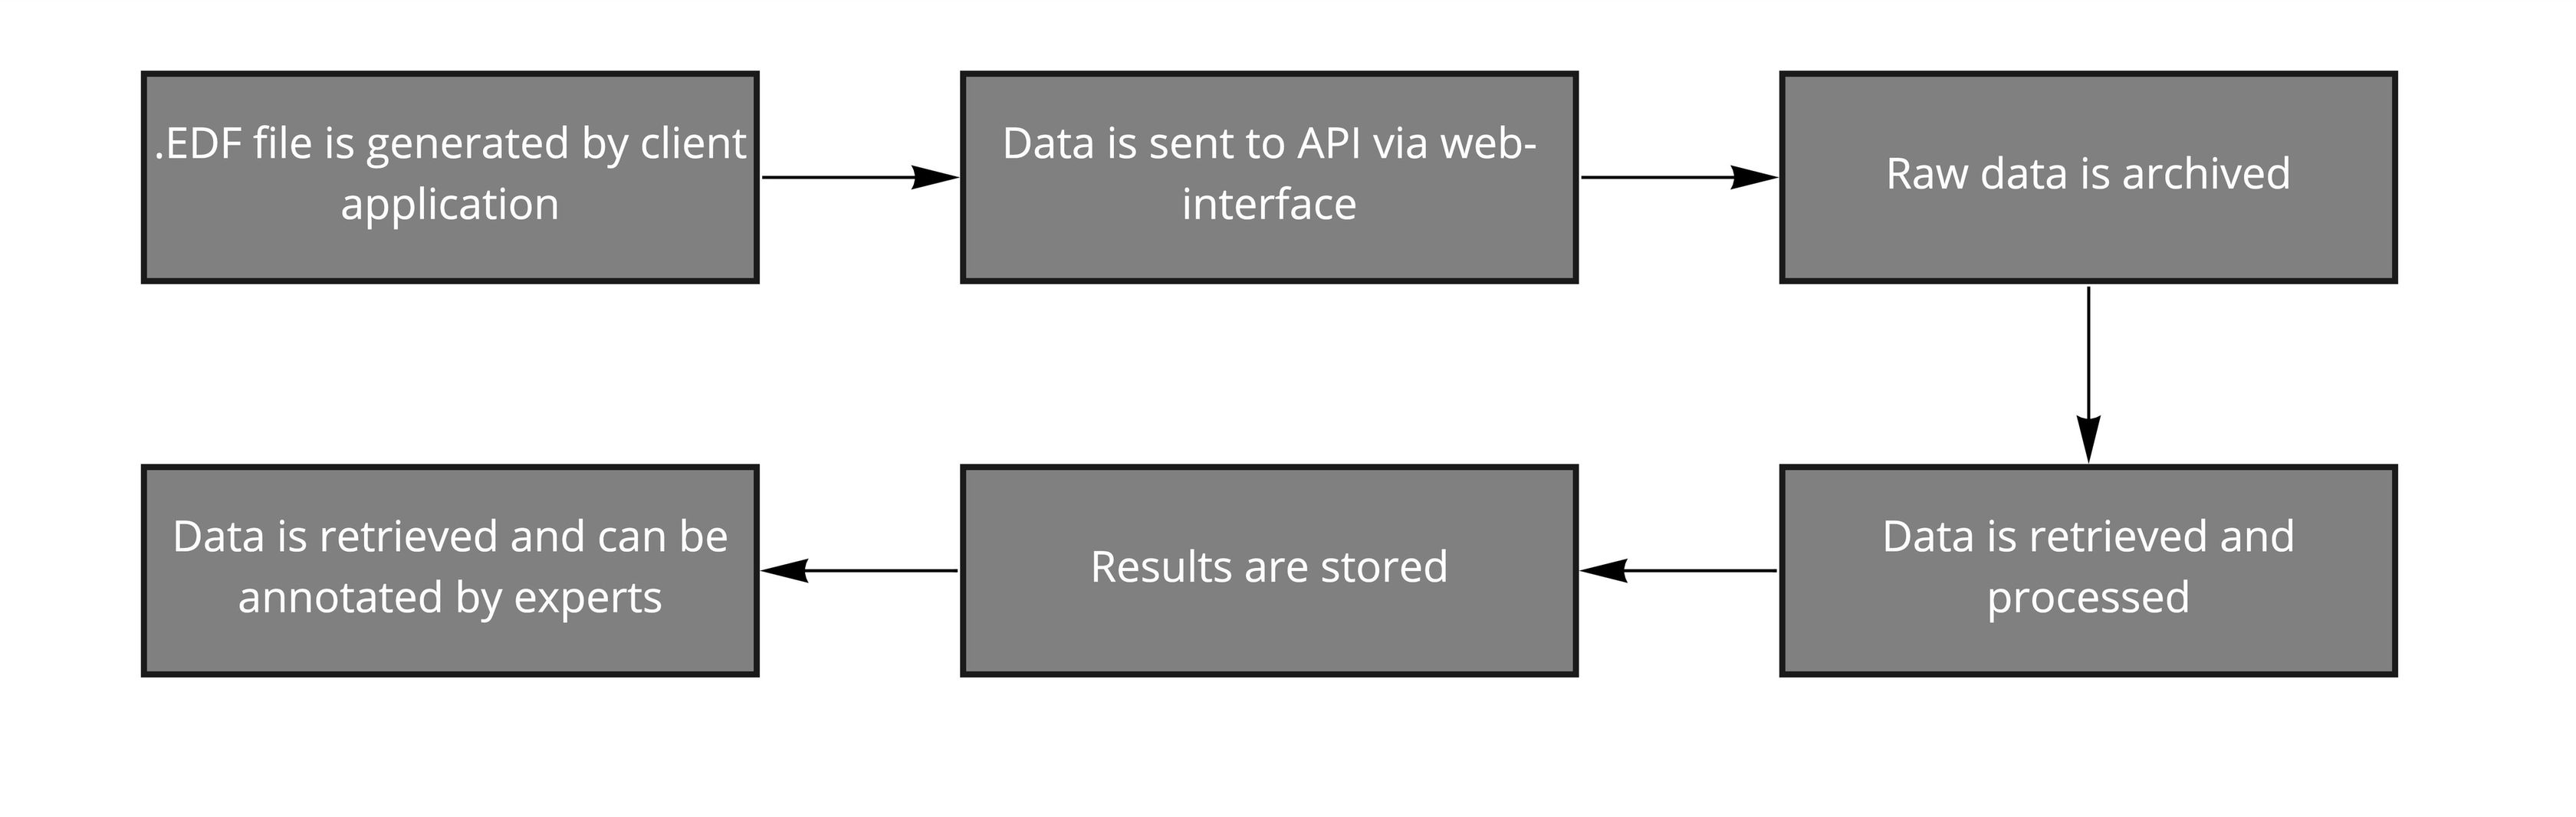 .EDF file is generated by client
application
Data is sent to API via web-
interface
Raw data is archived
Data is retrieved and
processed
Results are stored
Data is retrieved and can be
annotated by experts